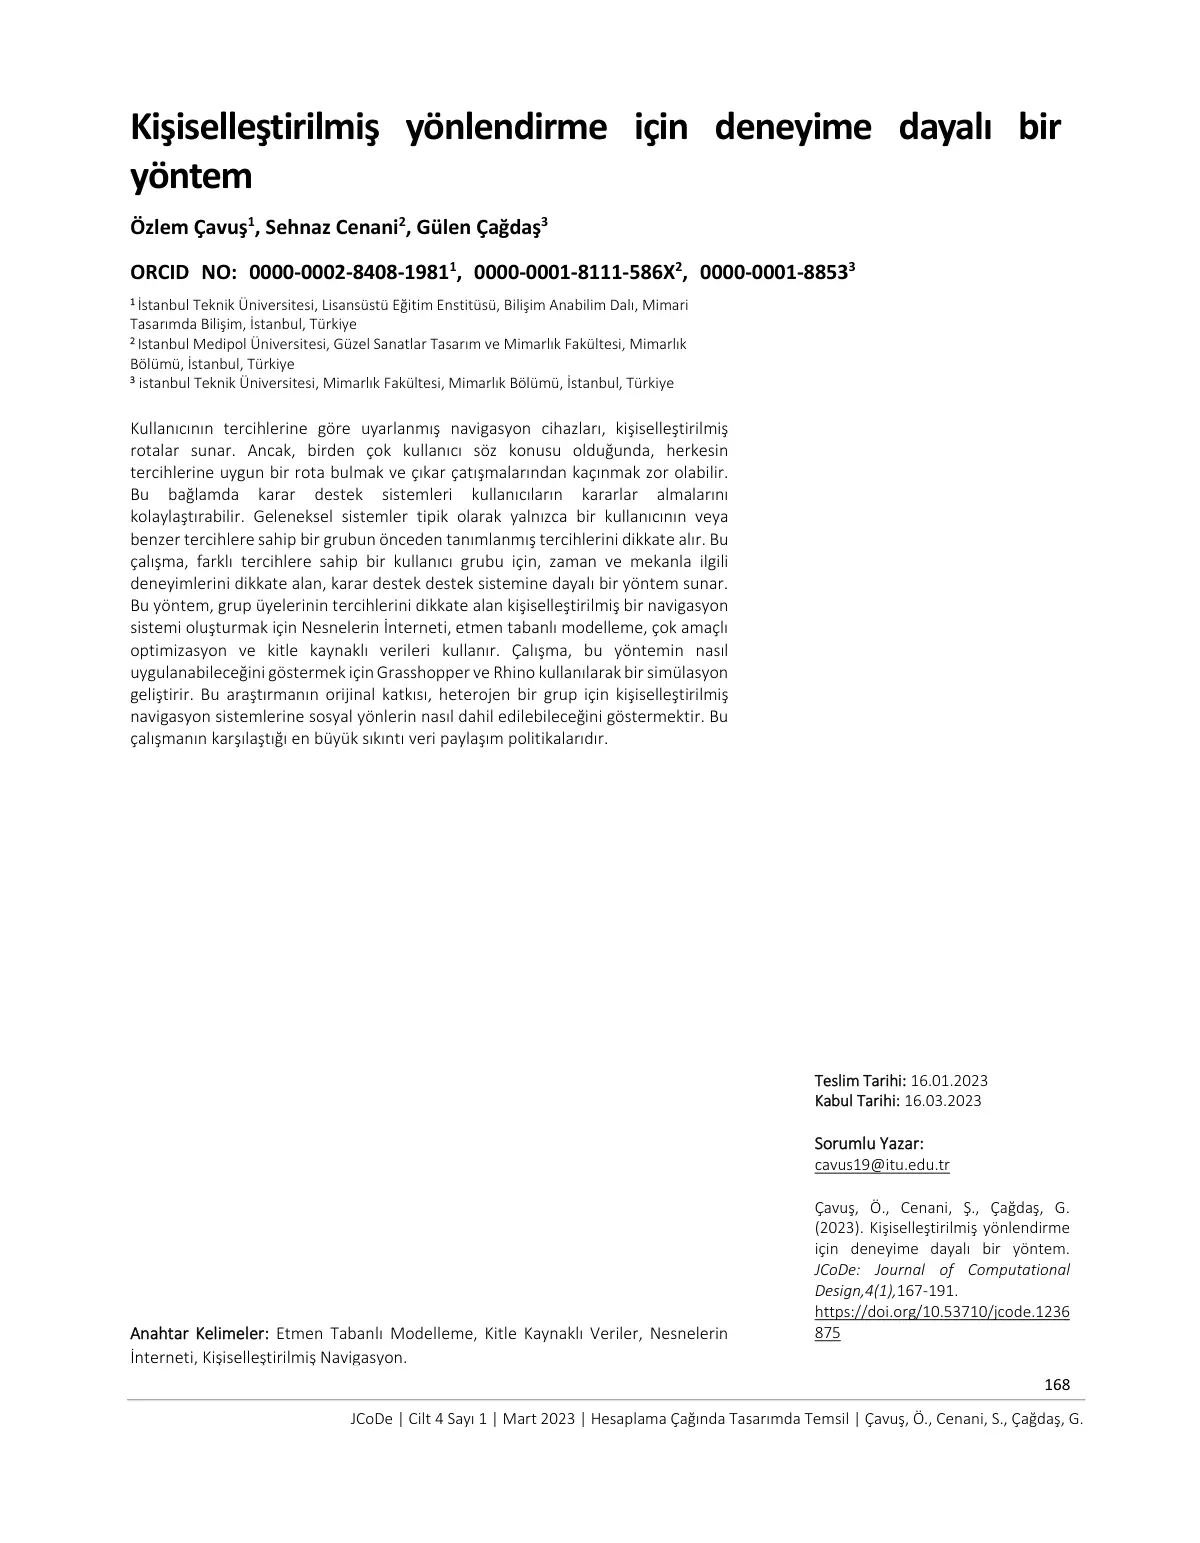 Kişiselleştirilmiş yönlendirme için deneyime dayalı bir
yöntem
Özlem Çavuş1, Sehnaz Cenani2, Gülen Çağdaş3
ORCID NO: 0000-0002-8408-19811, 0000-0001-8111-586X2, 0000-0001-88533
1 İstanbul Teknik Üniversitesi, Lisansüstü Eğitim Enstitüsü, Bilişim Anabilim Dalı, Mimari
Tasarımda Bilişim, İstanbul, Türkiye
2 Istanbul Medipol Üniversitesi, Güzel Sanatlar Tasarım ve Mimarlık Fakültesi, Mimarlık
Bölümü, İstanbul, Türkiye
3 istanbul Teknik Üniversitesi, Mimarlık Fakültesi, Mimarlık Bölümü, İstanbul, Türkiye
Kullanıcının tercihlerine göre uyarlanmış navigasyon cihazları, kişiselleştirilmiş
rotalar sunar. Ancak, birden çok kullanıcı söz konusu olduğunda, herkesin
tercihlerine uygun bir rota bulmak ve çıkar çatışmalarından kaçınmak zor olabilir.
Bu bağlamda karar destek sistemleri kullanıcıların kararlar almalarını
kolaylaştırabilir. Geleneksel sistemler tipik olarak yalnızca bir kullanıcının veya
benzer tercihlere sahip bir grubun önceden tanımlanmış tercihlerini dikkate alır. Bu
çalışma, farklı tercihlere sahip bir kullanıcı grubu için, zaman ve mekanla ilgili
deneyimlerini dikkate alan, karar destek destek sistemine dayalı bir yöntem sunar.
Bu yöntem, grup üyelerinin tercihlerini dikkate alan kişiselleştirilmiş bir navigasyon
sistemi oluşturmak için Nesnelerin İnterneti, etmen tabanlı modelleme, çok amaçlı
optimizasyon ve kitle kaynaklı verileri kullanır. Çalışma, bu yöntemin nasıl
uygulanabileceğini göstermek için Grasshopper ve Rhino kullanılarak bir simülasyon
geliştirir. Bu araştırmanın orijinal katkısı, heterojen bir grup için kişiselleştirilmiş
navigasyon sistemlerine sosyal yönlerin nasıl dahil edilebileceğini göstermektir. Bu
çalışmanın karşılaştığı en büyük sıkıntı veri paylaşım politikalarıdır.
Teslim Tarihi: 16.01.2023
Kabul Tarihi: 16.03.2023
Sorumlu Yazar:
cavus19@itu.edu.tr
Çavuş, Ö., Cenani, Ş., Çağdaş, G.
(2023). Kişiselleştirilmiş yönlendirme
için deneyime dayalı bir yöntem.
JCoDe: Journal of Computational
Design,4(1),167-191.
https://doi.org/10.53710/jcode.1236
875
Anahtar Kelimeler: Etmen Tabanlı Modelleme, Kitle Kaynaklı Veriler, Nesnelerin
İnterneti, Kişiselleştirilmiş Navigasyon.
168
JCoDe | Cilt 4 Sayı 1 | Mart 2023 | Hesaplama Çağında Tasarımda Temsil | Çavuş, Ö., Cenani, S., Çağdaş, G.